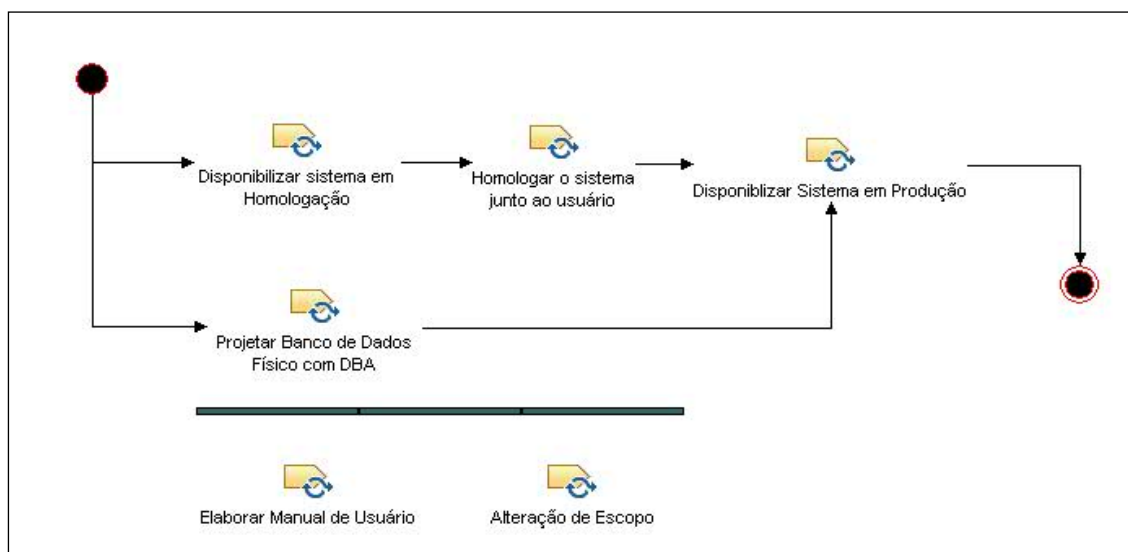 Disponibilizar sistema em
Homologação
Homologar o sistema
junto ao usuário
Disponiblizar Sistema em Produção
Projetar Banco de Dados
Físico com DBA
Elaborar Manual de Usuário
Alteração de Escopo